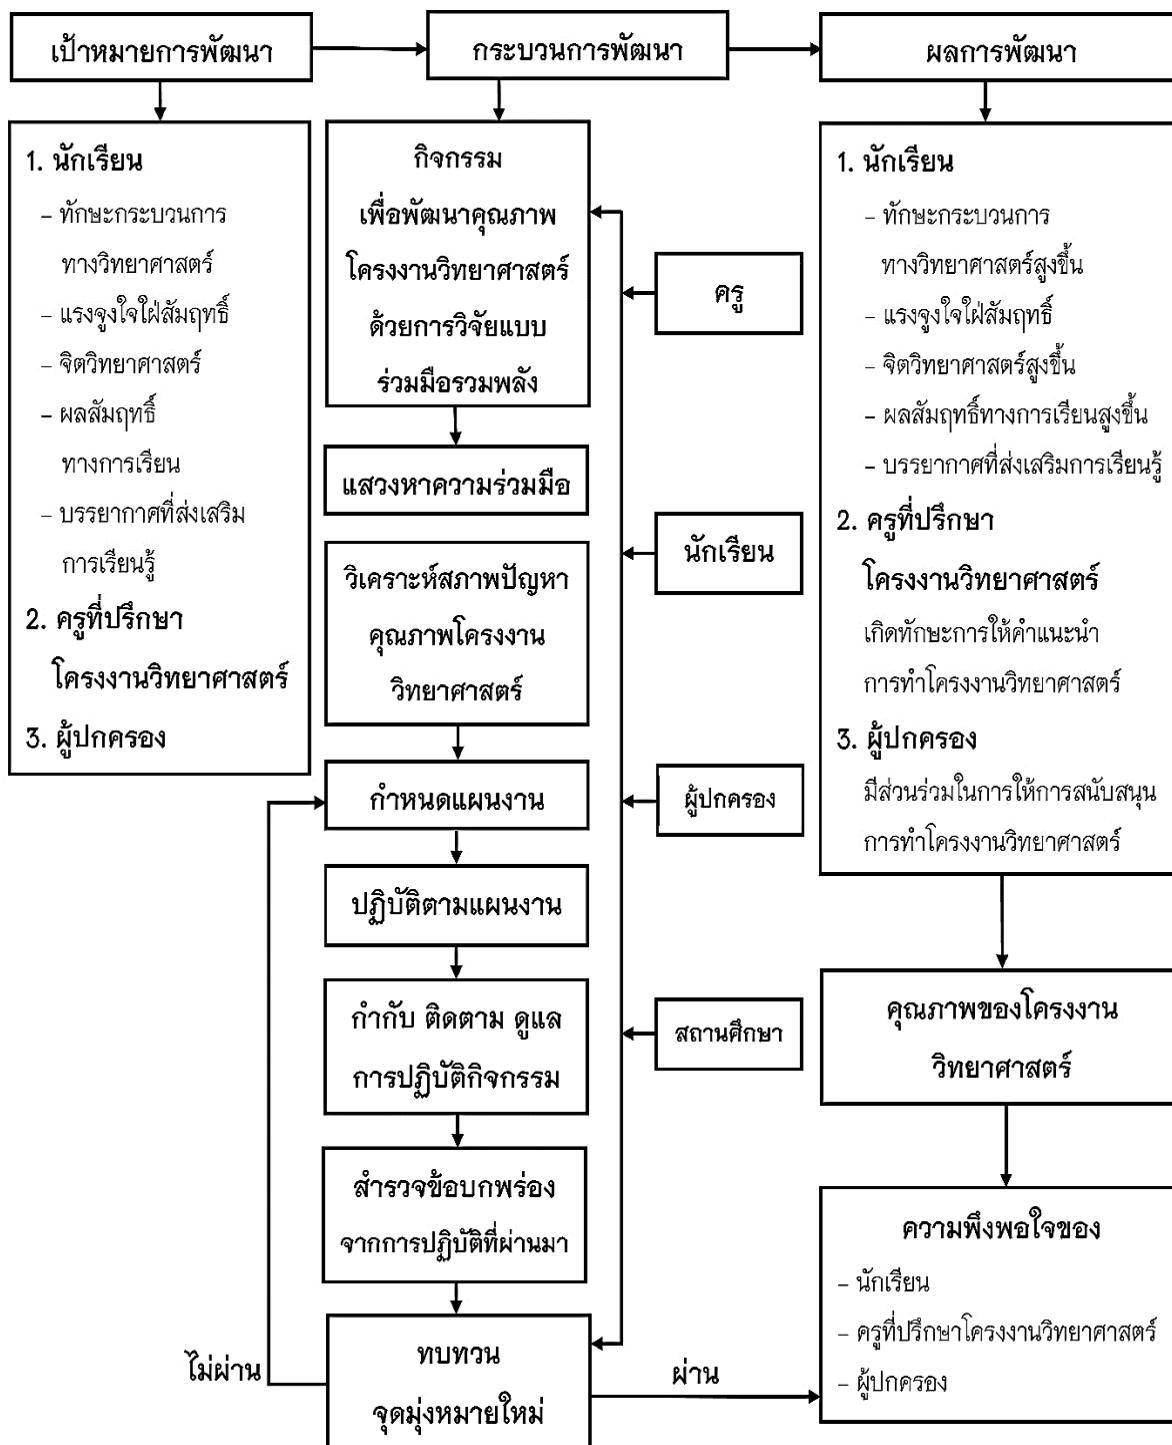 เป้าหมายการพัฒนา
กระบวนการพัฒนา
ผลการพัฒนา
1. นักเรียน
– ทักษะกระบวนการ
ทางวิทยาศาสตร์
– แรงจูงใจใฝ่สัมฤทธิ์
– จิตวิทยาศาสตร์
– ผลสัมฤทธิ์
ทางการเรียน
– บรรยากาศที่ส่งเสริม
การเรียนรู้
2. ครูที่ปรึกษา
โครงงานวิทยาศาสตร์
3. ผู้ปกครอง
กิจกรรม
เพื่อพัฒนาคุณภาพ
โครงงานวิทยาศาสตร์
ด้วยการวิจัยแบบ
ร่วมมือรวมพลัง
แสวงหาความร่วมมือ
วิเคราะห์สภาพปัญหา
คุณภาพโครงงาน
วิทยาศาสตร์
กำหนดแผนงาน
ปฏิบัติตามแผนงาน
กำกับ ติดตาม ดูแล
การปฏิบัติกิจกรรม
สำรวจข้อบกพร่อง
จากการปฏิบัติที่ผ่านมา
ทบทวน
จุดมุ่งหมายใหม่
ไม่ผ่าน
ผ่าน
ครู
นักเรียน
ผู้ปกครอง
สถานศึกษา
1. นักเรียน
– ทักษะกระบวนการ
ทางวิทยาศาสตร์สูงขึ้น
– แรงจูงใจใฝ่สัมฤทธิ์
– จิตวิทยาศาสตร์สูงขึ้น
– ผลสัมฤทธิ์ทางการเรียนสูงขึ้น
– บรรยากาศที่ส่งเสริมการเรียนรู้
2. ครูที่ปรึกษา
โครงงานวิทยาศาสตร์
เกิดทักษะการให้คำแนะนำ
การทำโครงงานวิทยาศาสตร์
3. ผู้ปกครอง
มีส่วนร่วมในการให้การสนับสนุน
การทำโครงงานวิทยาศาสตร์
คุณภาพของโครงงาน
วิทยาศาสตร์
ความพึงพอใจของ
– นักเรียน
– ครูที่ปรึกษาโครงงานวิทยาศาสตร์
– ผู้ปกครอง